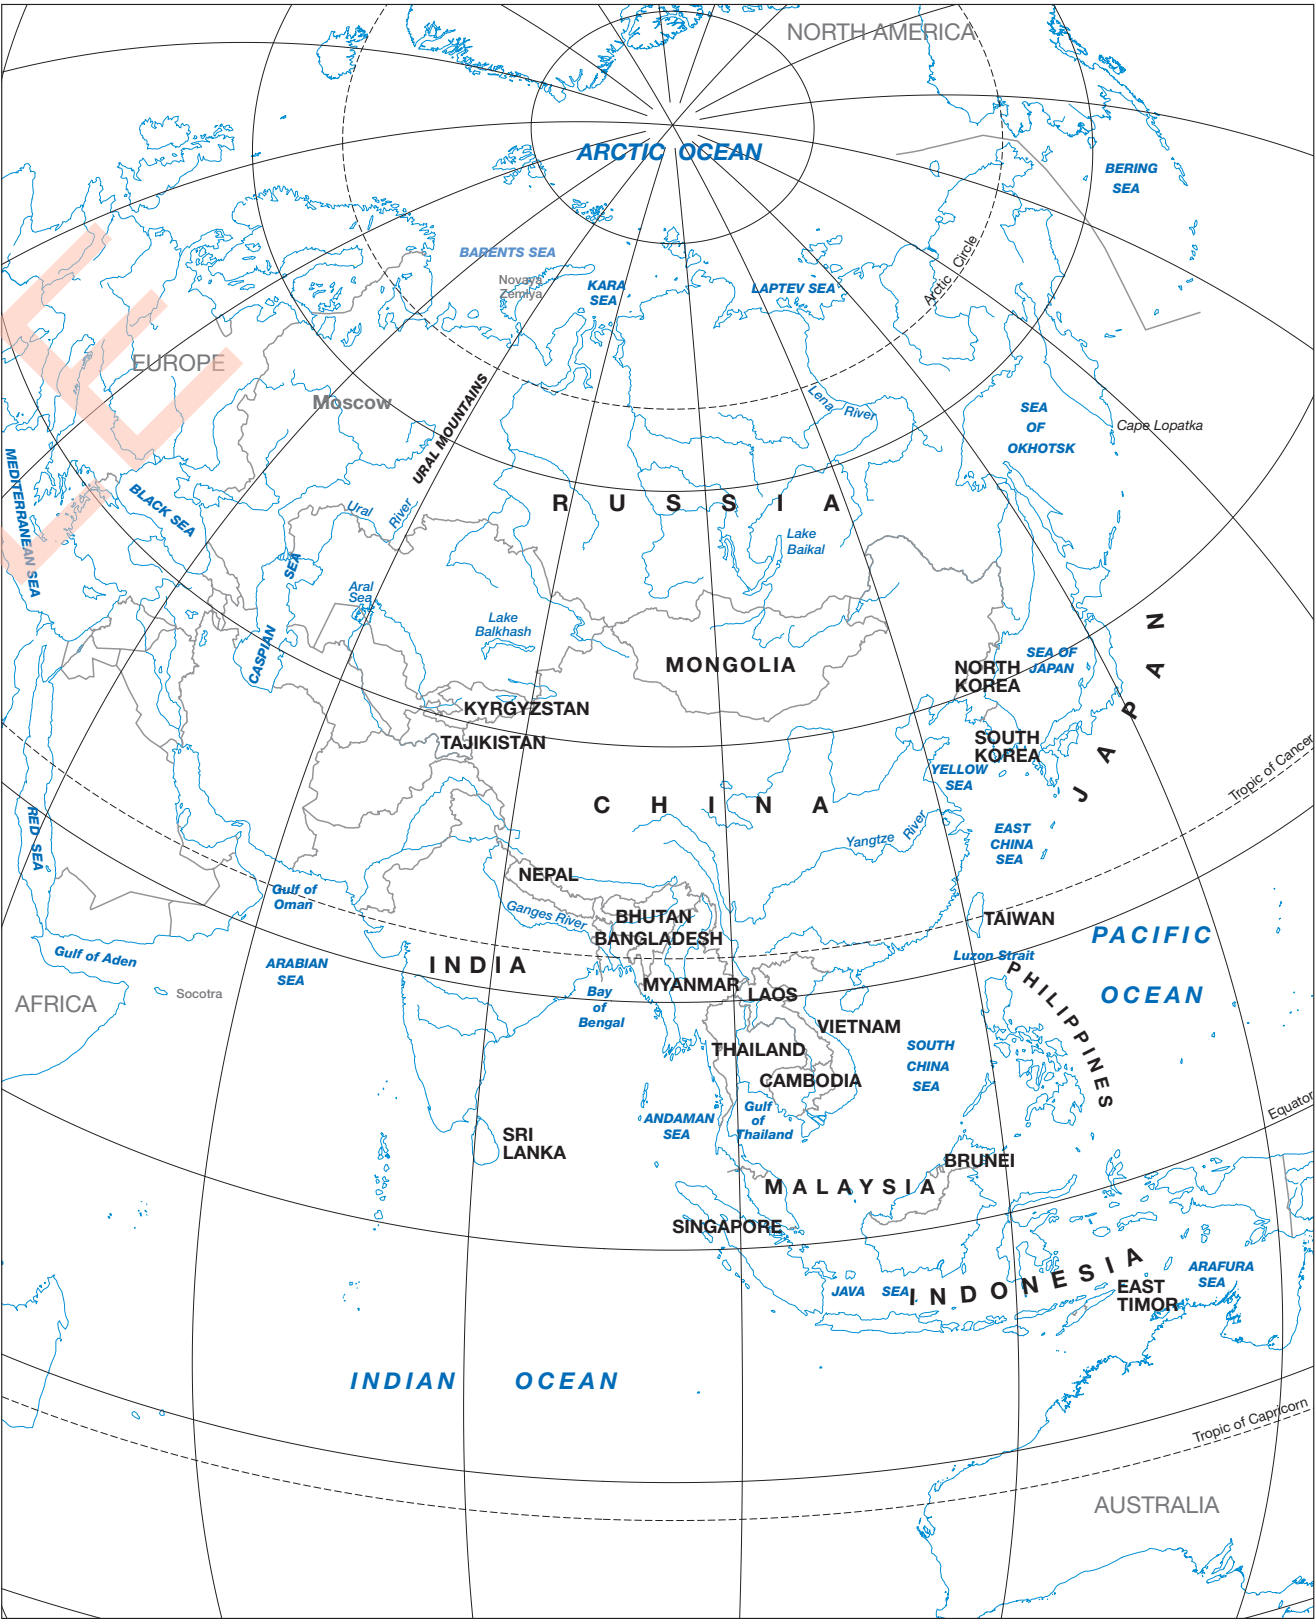 NORTH AMERICA
ARCTIC OCEAN
BERING
SEA
BARENTS SEA
Novaya
Zemlya
KARA
SEA
LAPTEV SEA
Arctic Circle
EUROPE
Moscow
URAL MOUNTAINS
Lena River
SEA
OF
OKHOTSK
Cape Lopatka
MEDITERRANEAN SEA
BLACK SEA
Ural River
RUSSIA
Lake
Baikal
CASPIAN SEA
Aral
Sea
Lake
Balkhash
MONGOLIA
NORTH
KOREA
SEA OF
JAPAN
JAPAN
KYRGYZSTAN
TAJIKISTAN
SOUTH
KOREA
YELLOW
SEA
Tropic of Cancer
CHINA
Yangtze River
EAST
CHINA
SEA
RED SEA
NEPAL
Gulf of
Oman
Ganges River
BHUTAN
BANGLADESH
TAIWAN
PACIFIC
OCEAN
Luzon Strait
Gulf of Aden
ARABIAN
SEA
INDIA
AFRICA
Socotra
Bay
of
Bengal
MYANMAR
LAOS
PHILIPPINES
VIETNAM
THAILAND
CAMBODIA
SOUTH
CHINA
SEA
ANDAMAN
SEA
Gulf
of
Thailand
Equator
SRI
LANKA
BRUNEI
MALAYSIA
SINGAPORE
INDONESIA
JAVA SEA
EAST
TIMOR
ARAFURA
SEA
INDIAN OCEAN
Tropic of Capricorn
AUSTRALIA